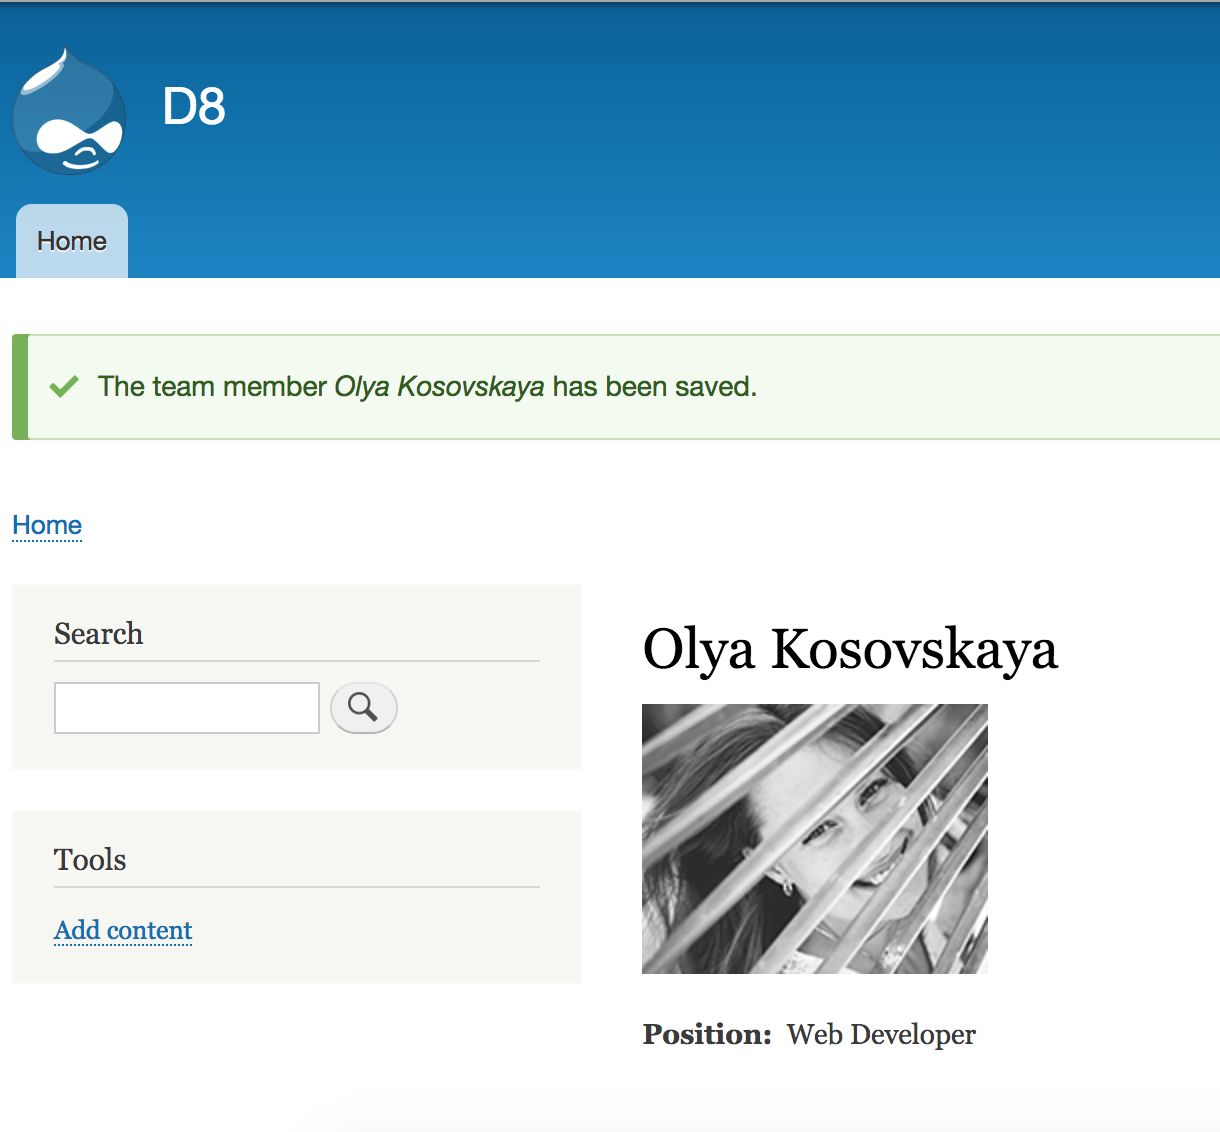 D8
Home
The team member Olya Kosovskaya has been saved.
Home
Search
Olya Kosovskaya
Tools
Add content
Position: Web Developer